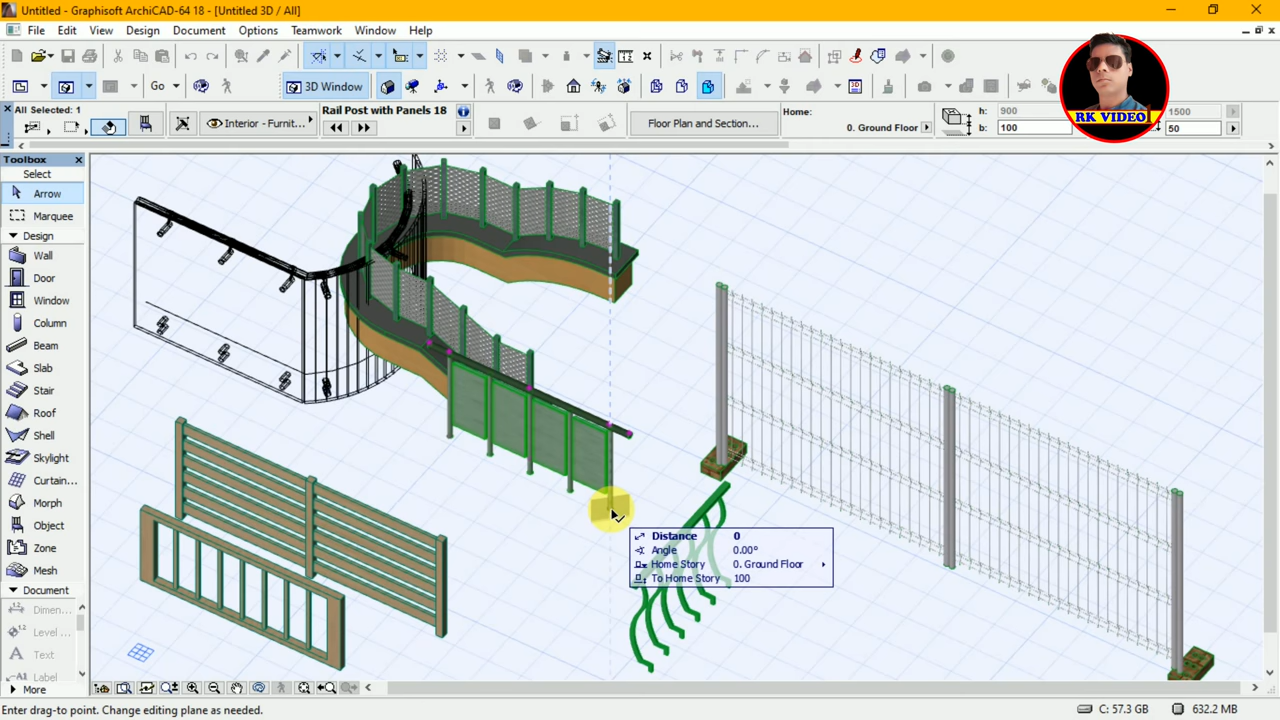 Untitled - Graphisoft ArchiCAD-64 18 - [Untitled 3D / All]
File Edit View Design Document Options Teamwork Window Help
Go
3D Window
All Selected: 1
Interior - Furnit...
Rail Post with Panels 18
Floor Plan and Section...
Home:
0. Ground Floor
h: 900
b: 100
1500
50
RK VIDEO
Toolbox
Select
Arrow
Marquee
Design
Wall
Door
Window
Column
Beam
Slab
Stair
Roof
Shell
Skylight
Curtain...
Morph
Object
Zone
Mesh
Document
Dimen...
Level ...
Text
Label
More
Distance 0
Angle 0.00°
Home Story 0. Ground Floor
To Home Story 100
Enter drag-to point. Change editing plane as needed.
C: 57.3 GB
632.2 MB